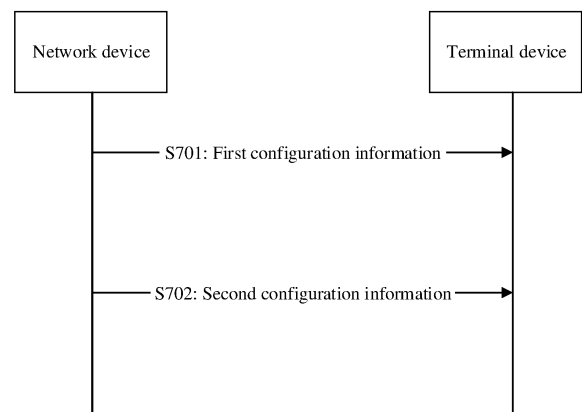 Network device
Terminal device
S701: First configuration information
S702: Second configuration information